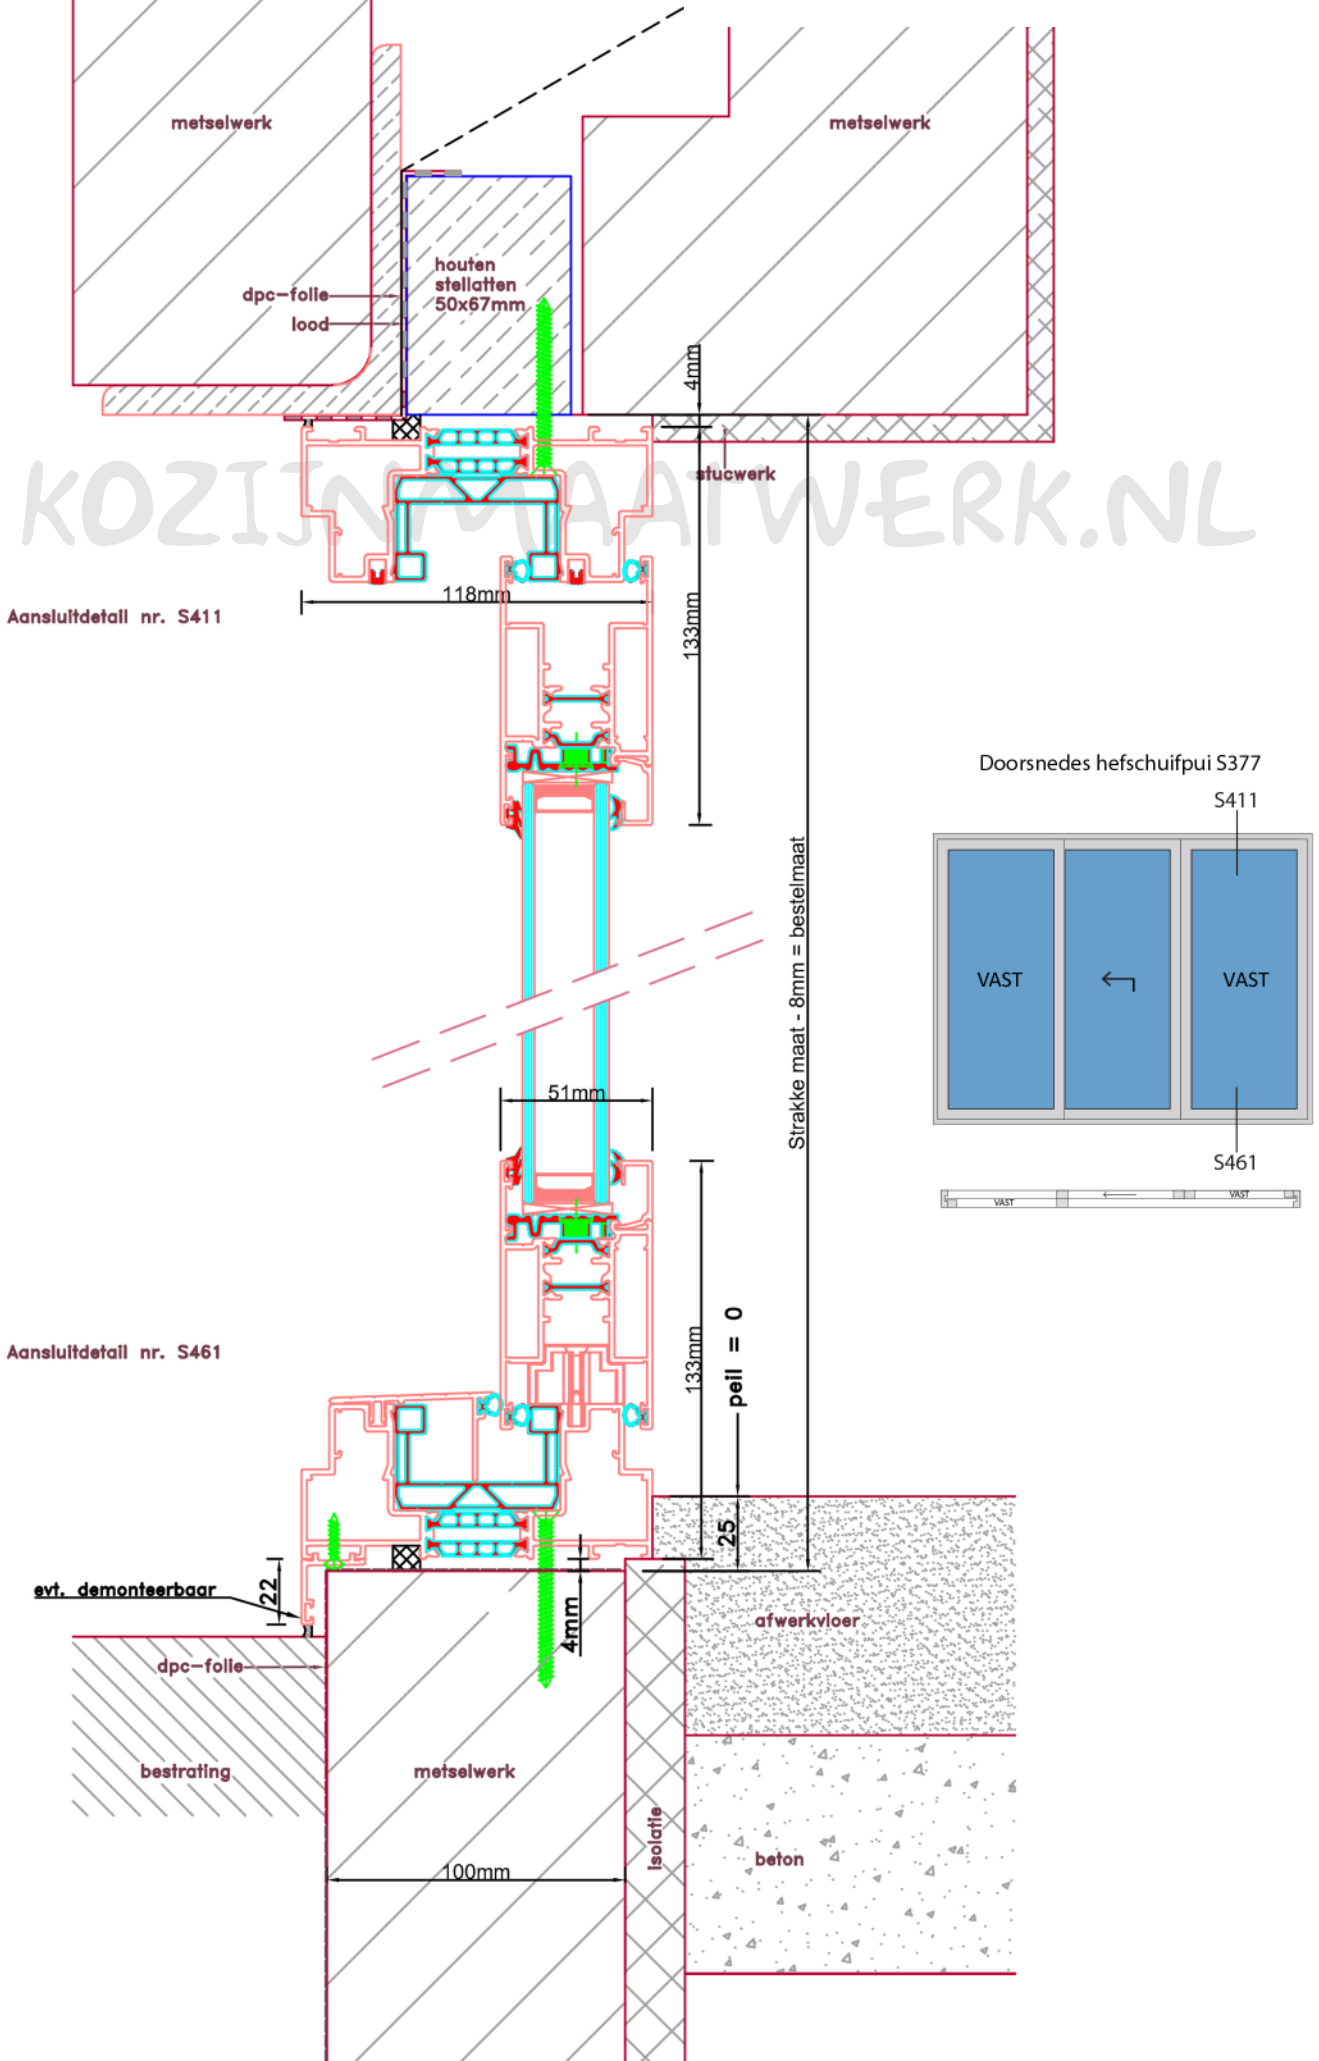 metselwerk
metselwerk
houten
stellatten
50x67mm
dpc-folie
lood
4mm
stucwerk
KOZIJNMAATWERK.NL
118mm
133mm
Aansluitdetail nr. S411
Doorsnedes hefschuifpui S377
S411
VAST
VAST
S461
VAST
VAST
Strakke maat - 8mm = bestelmaat
51mm
133mm
peil = 0
Aansluitdetail nr. S461
25
22
evt. demonteerbaar
4mm
afwerkvloer
dpc-folie
bestrating
metselwerk
isolatie
beton
100mm